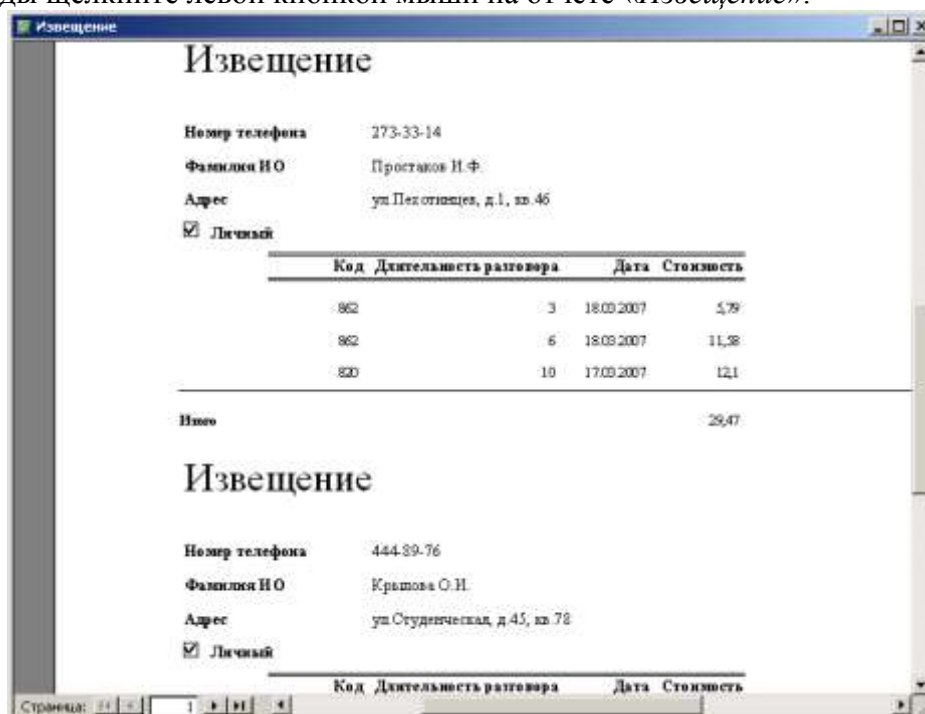 ды щелкните левой кнопкой мыши на отчете «Извещение».
Извещение
Извещение
Номер телефона 273-33-14
Фамилия И О Простаков И.Ф.
Адрес ул.Пехотинцев, д.1, кв.46
Личный
Код Длительность разговора Дата Стоимость
862 3 18.03.2007 5,79
862 6 18.03.2007 11,58
820 10 17.03.2007 12,1
Итого 29,47
Извещение
Номер телефона 444-89-76
Фамилия И О Крылова О.И.
Адрес ул.Студенческая, д.45, кв.78
Личный
Код Длительность разговора Дата Стоимость
Страница: 1